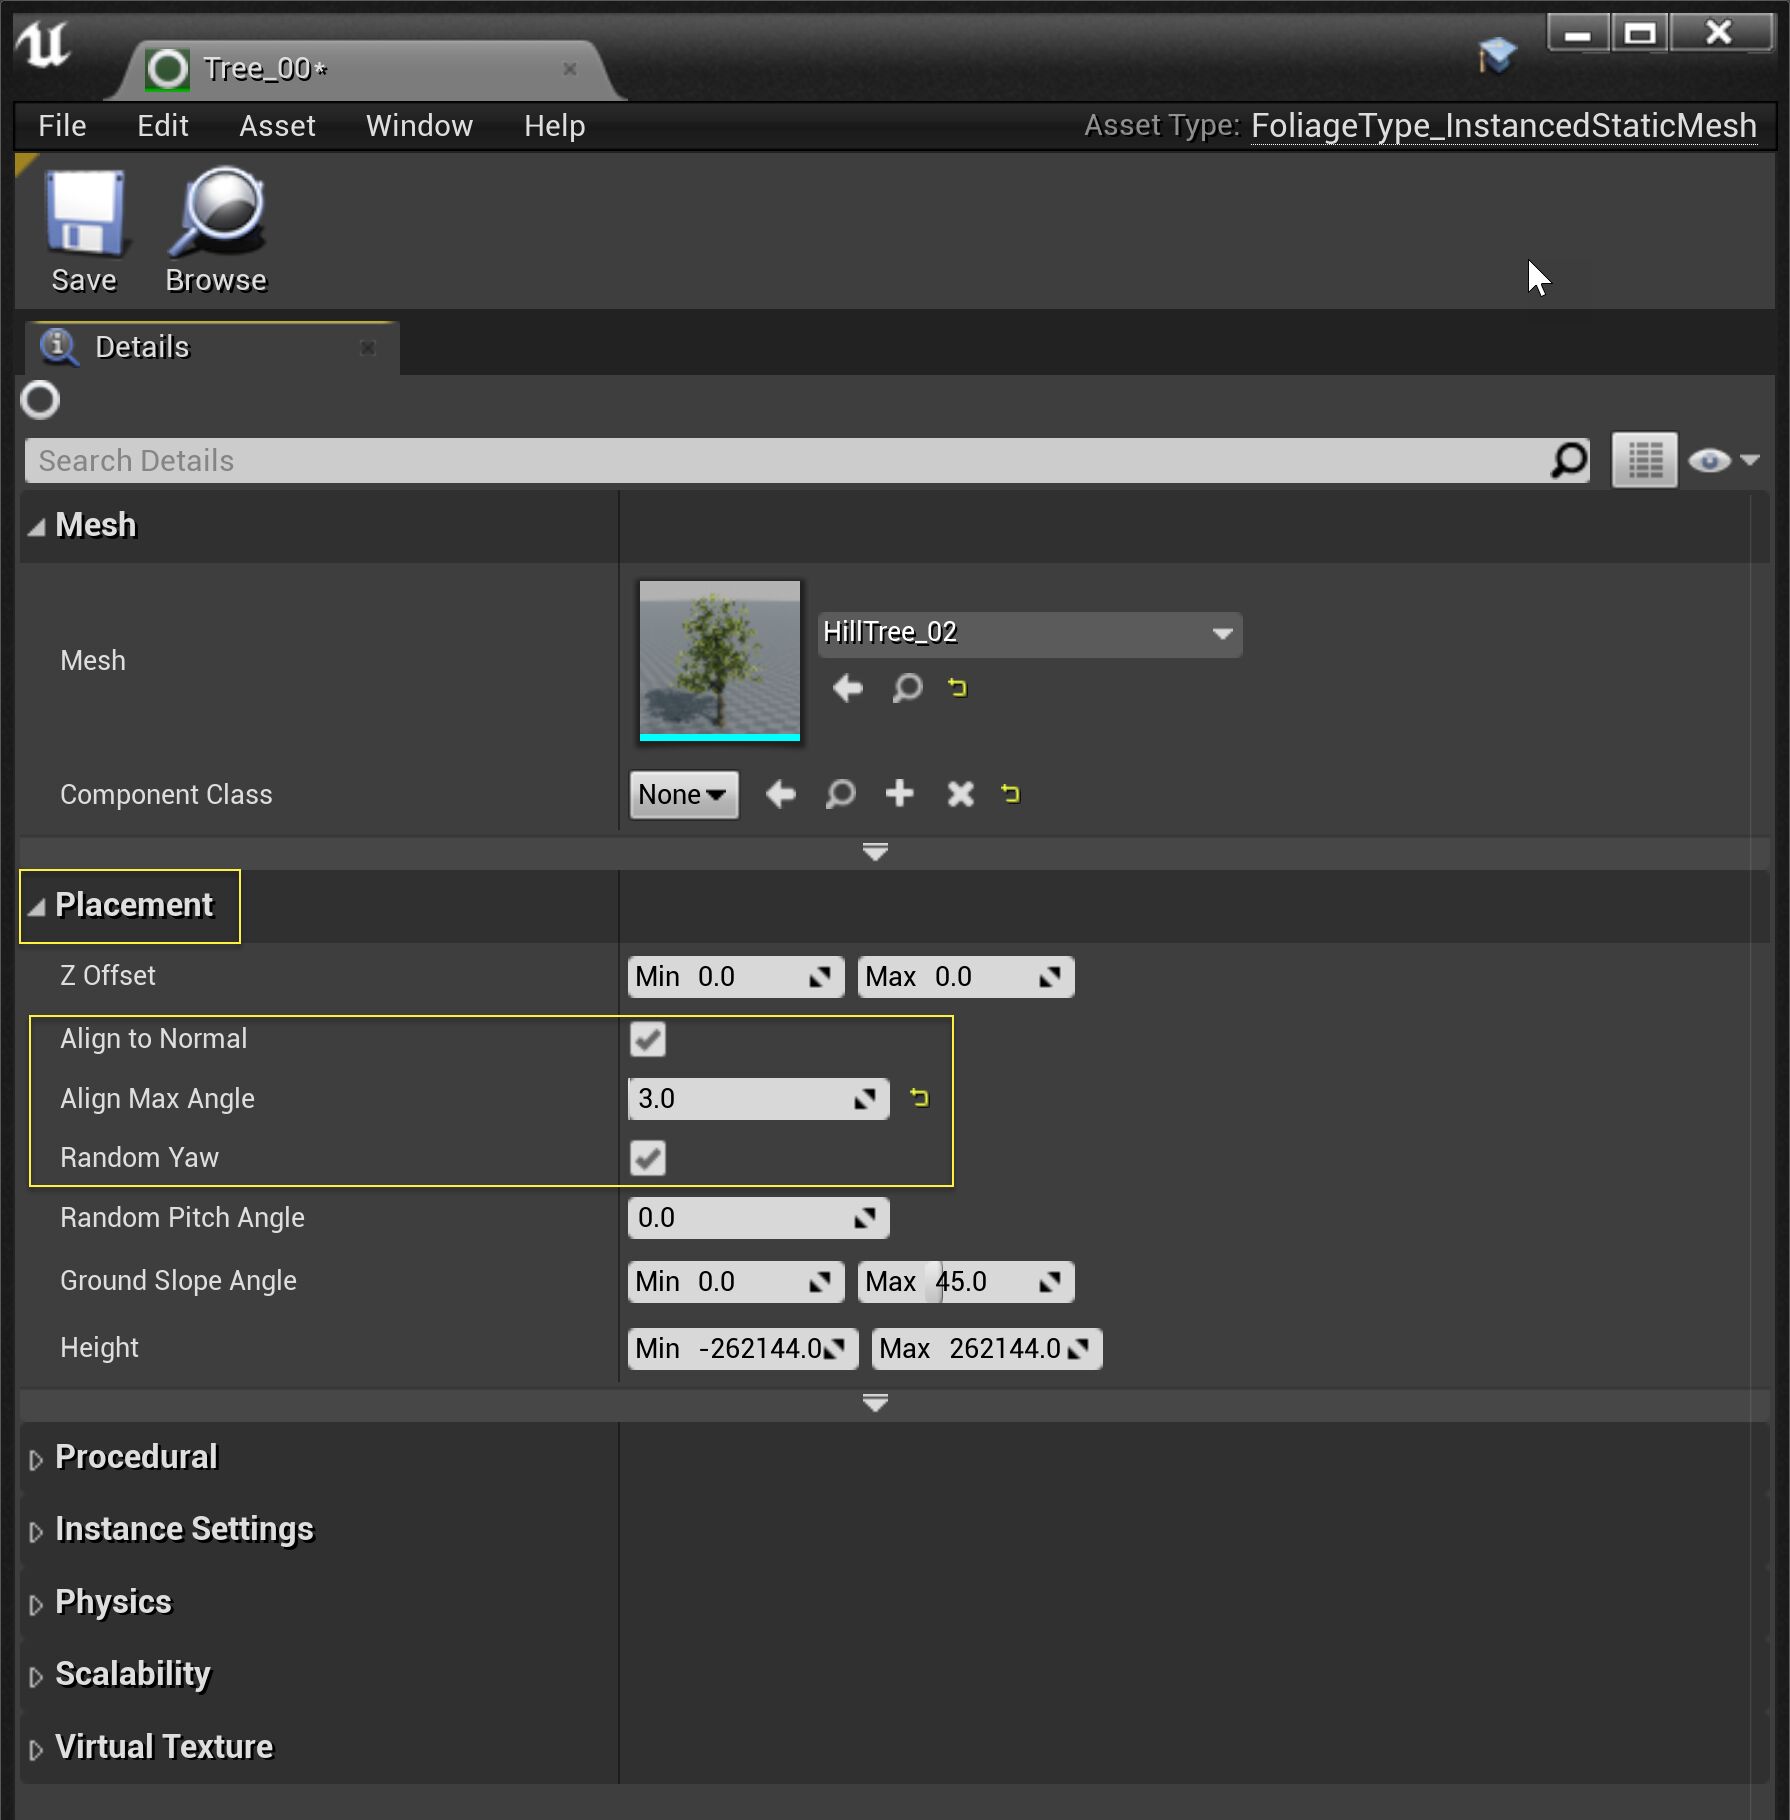 Tree_00*
File Edit Asset Window Help Asset Type: FoliageType_InstancedStaticMesh
Save Browse
Details
Search Details
Mesh
Mesh HillTree_02
Component Class None
Placement
Z Offset Min 0.0 Max 0.0
Align to Normal
Align Max Angle 3.0
Random Yaw
Random Pitch Angle 0.0
Ground Slope Angle Min 0.0 Max 45.0
Height Min -262144.0 Max 262144.0
Procedural
Instance Settings
Physics
Scalability
Virtual Texture